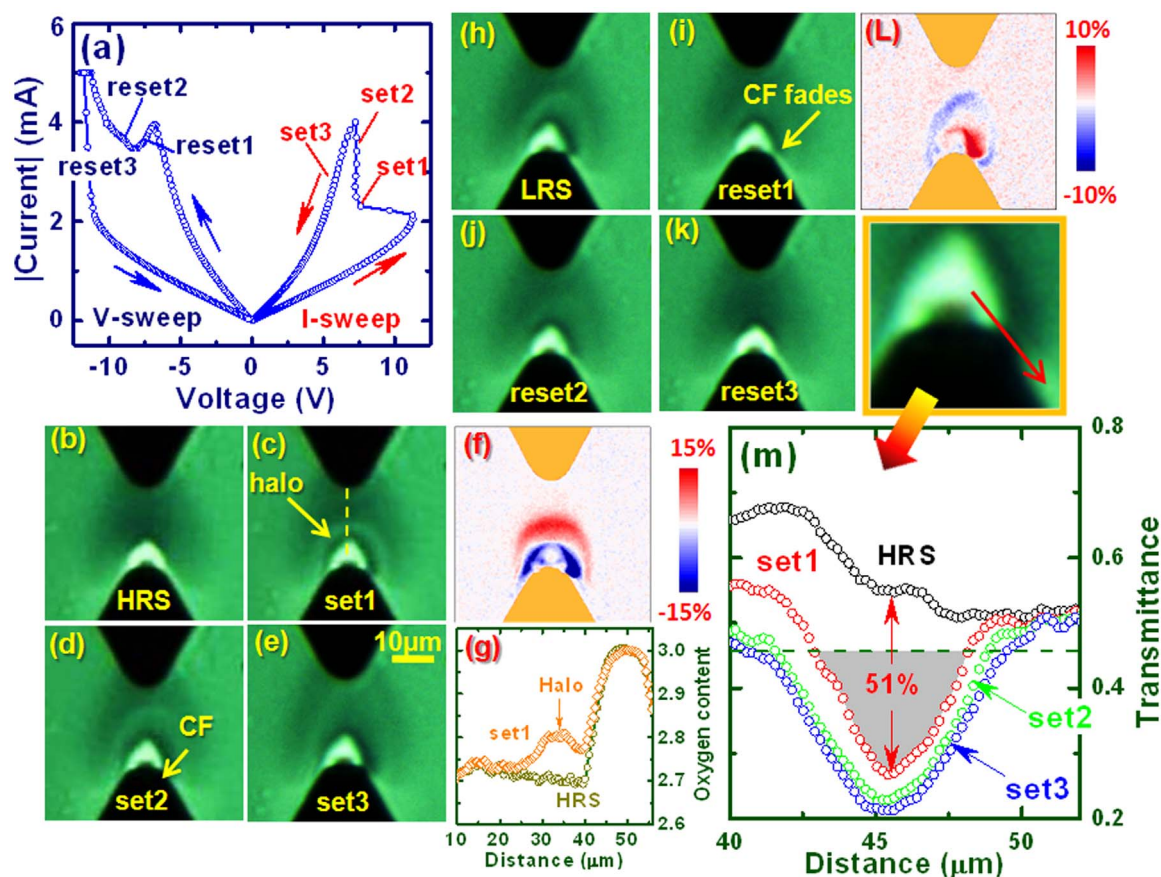 (a)
6
4
2
0
|Current| (mA)
reset2
reset1
reset3
set3
set2
set1
V-sweep
I-sweep
-10
-5
0
5
10
Voltage (V)
(h)
LRS
(i)
CF fades
reset1
(L)
10%
-10%
(j)
reset2
(k)
reset3
(b)
HRS
(c)
halo
set1
(f)
15%
-15%
(d)
CF
set2
(e)
10μm
set3
(g)
Halo
set1
HRS
3.0
2.9
2.8
2.7
2.6
Oxygen content
10
20
30
40
50
Distance (μm)
(m)
HRS
set1
51%
set2
set3
0.8
0.6
0.4
0.2
Transmittance
40
45
50
Distance (μm)